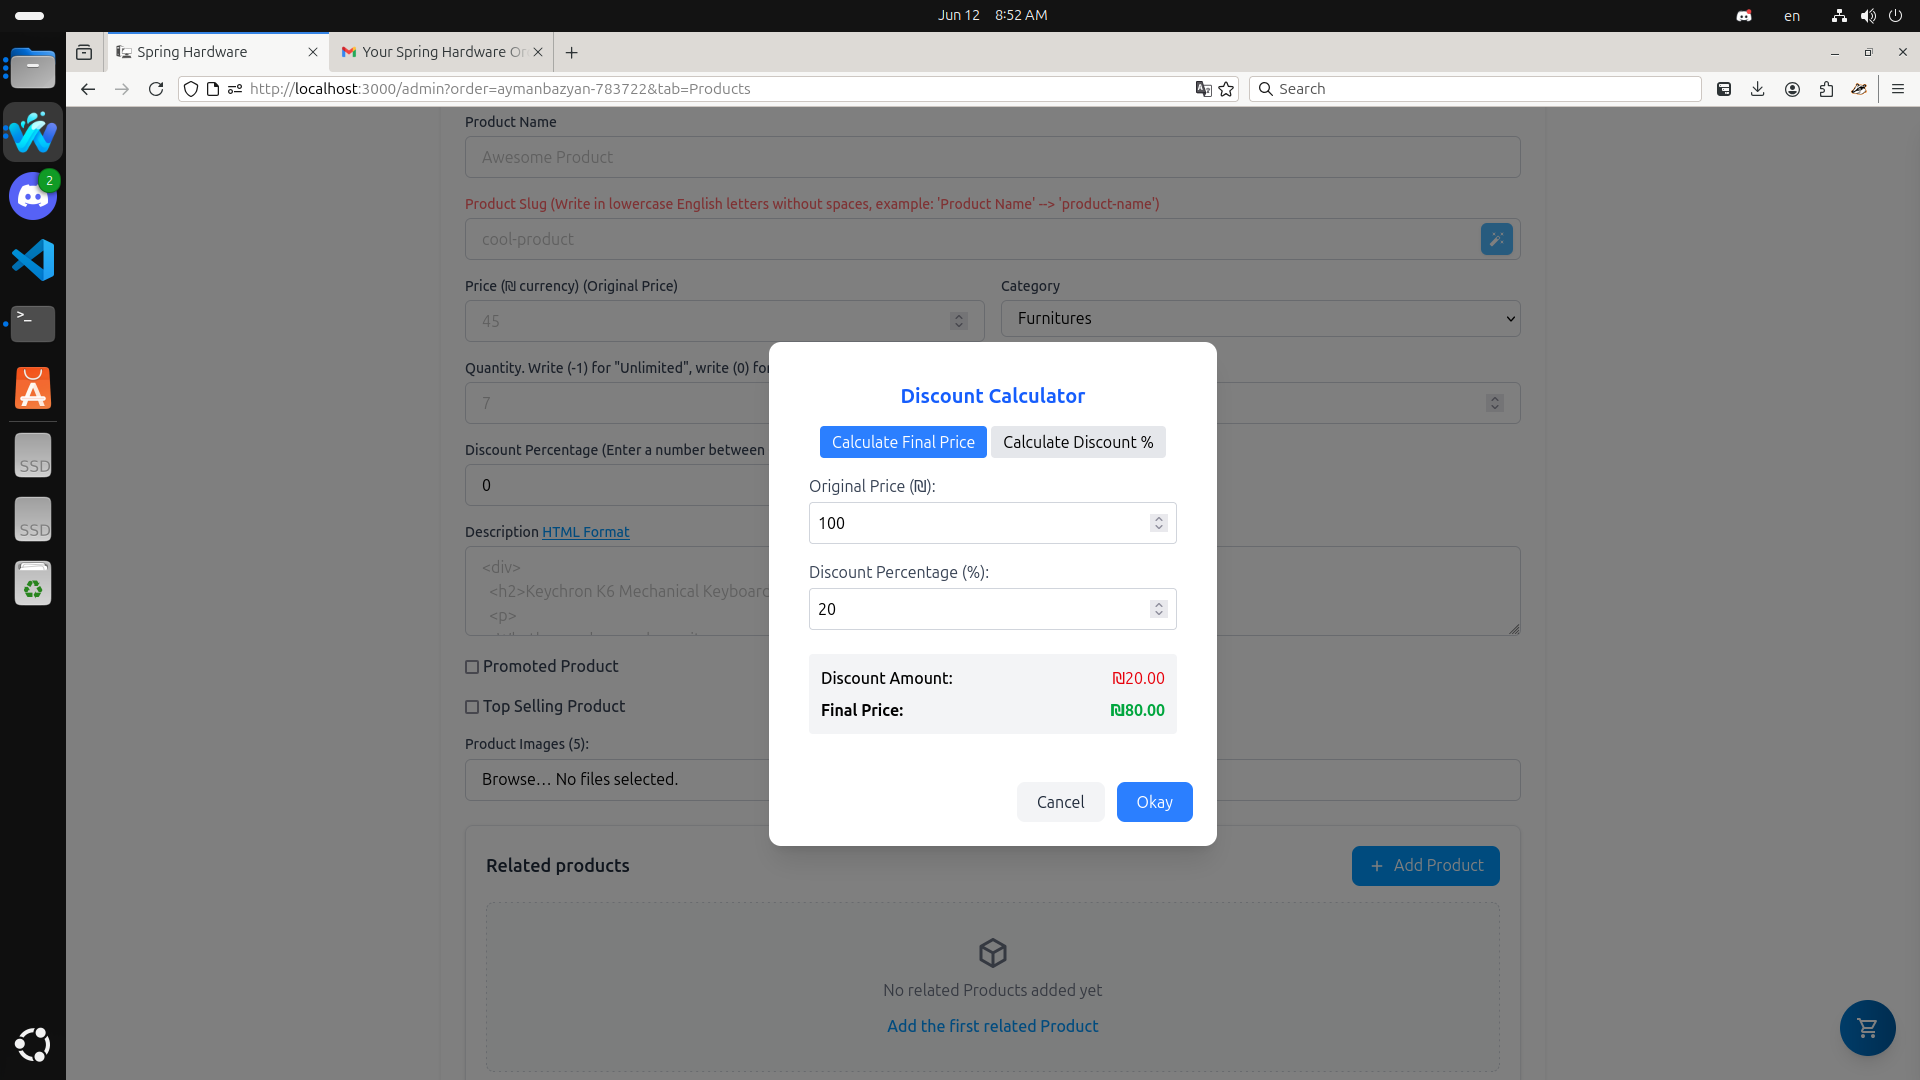 Jun 12 8:52 AM
en
Spring Hardware
Your Spring Hardware Or
http://localhost:3000/admin?order=aymanbazyan-783722&tab=Products
Search
2
SSD
SSD
Product Name
Awesome Product
Product Slug (Write in lowercase English letters without spaces, example: 'Product Name' --> 'product-name')
cool-product
Price (₪ currency) (Original Price)
Category
45
Furnitures
Quantity. Write (-1) for "Unlimited", write (0) for
7
Discount Percentage (Enter a number between
0
Description HTML Format
<div>
<h2>Keychron K6 Mechanical Keyboard
<p>
Promoted Product
Top Selling Product
Product Images (5):
Browse… No files selected.
Related products
+ Add Product
No related Products added yet
Add the first related Product
Discount Calculator
Calculate Final Price
Calculate Discount %
Original Price (₪):
100
Discount Percentage (%):
20
Discount Amount: ₪20.00
Final Price: ₪80.00
Cancel
Okay